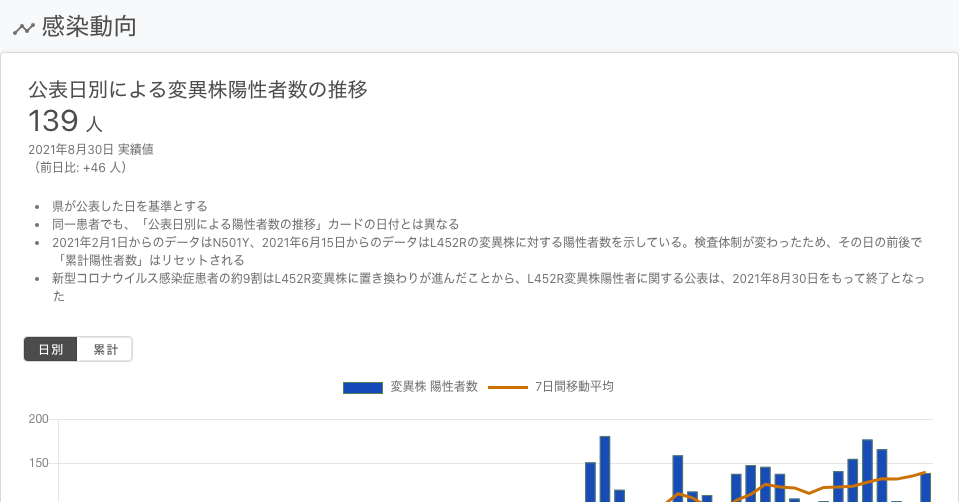 感染動向
公表日別による変異株陽性者数の推移
139 人
2021年8月30日 実績値
（前日比: +46 人）
県が公表した日を基準とする
同一患者でも、「公表日別による陽性者数の推移」カードの日付とは異なる
2021年2月1日からのデータはN501Y、2021年6月15日からのデータはL452Rの変異株に対する陽性者数を示している。検査体制が変わったため、その日の前後で
「累計陽性者数」はリセットされる
新型コロナウイルス感染症患者の約9割はL452R変異株に置き換わりが進んだことから、L452R変異株陽性者に関する公表は、2021年8月30日をもって終了となっ
た
日別 累計
変異株 陽性者数 7日間移動平均
200
150